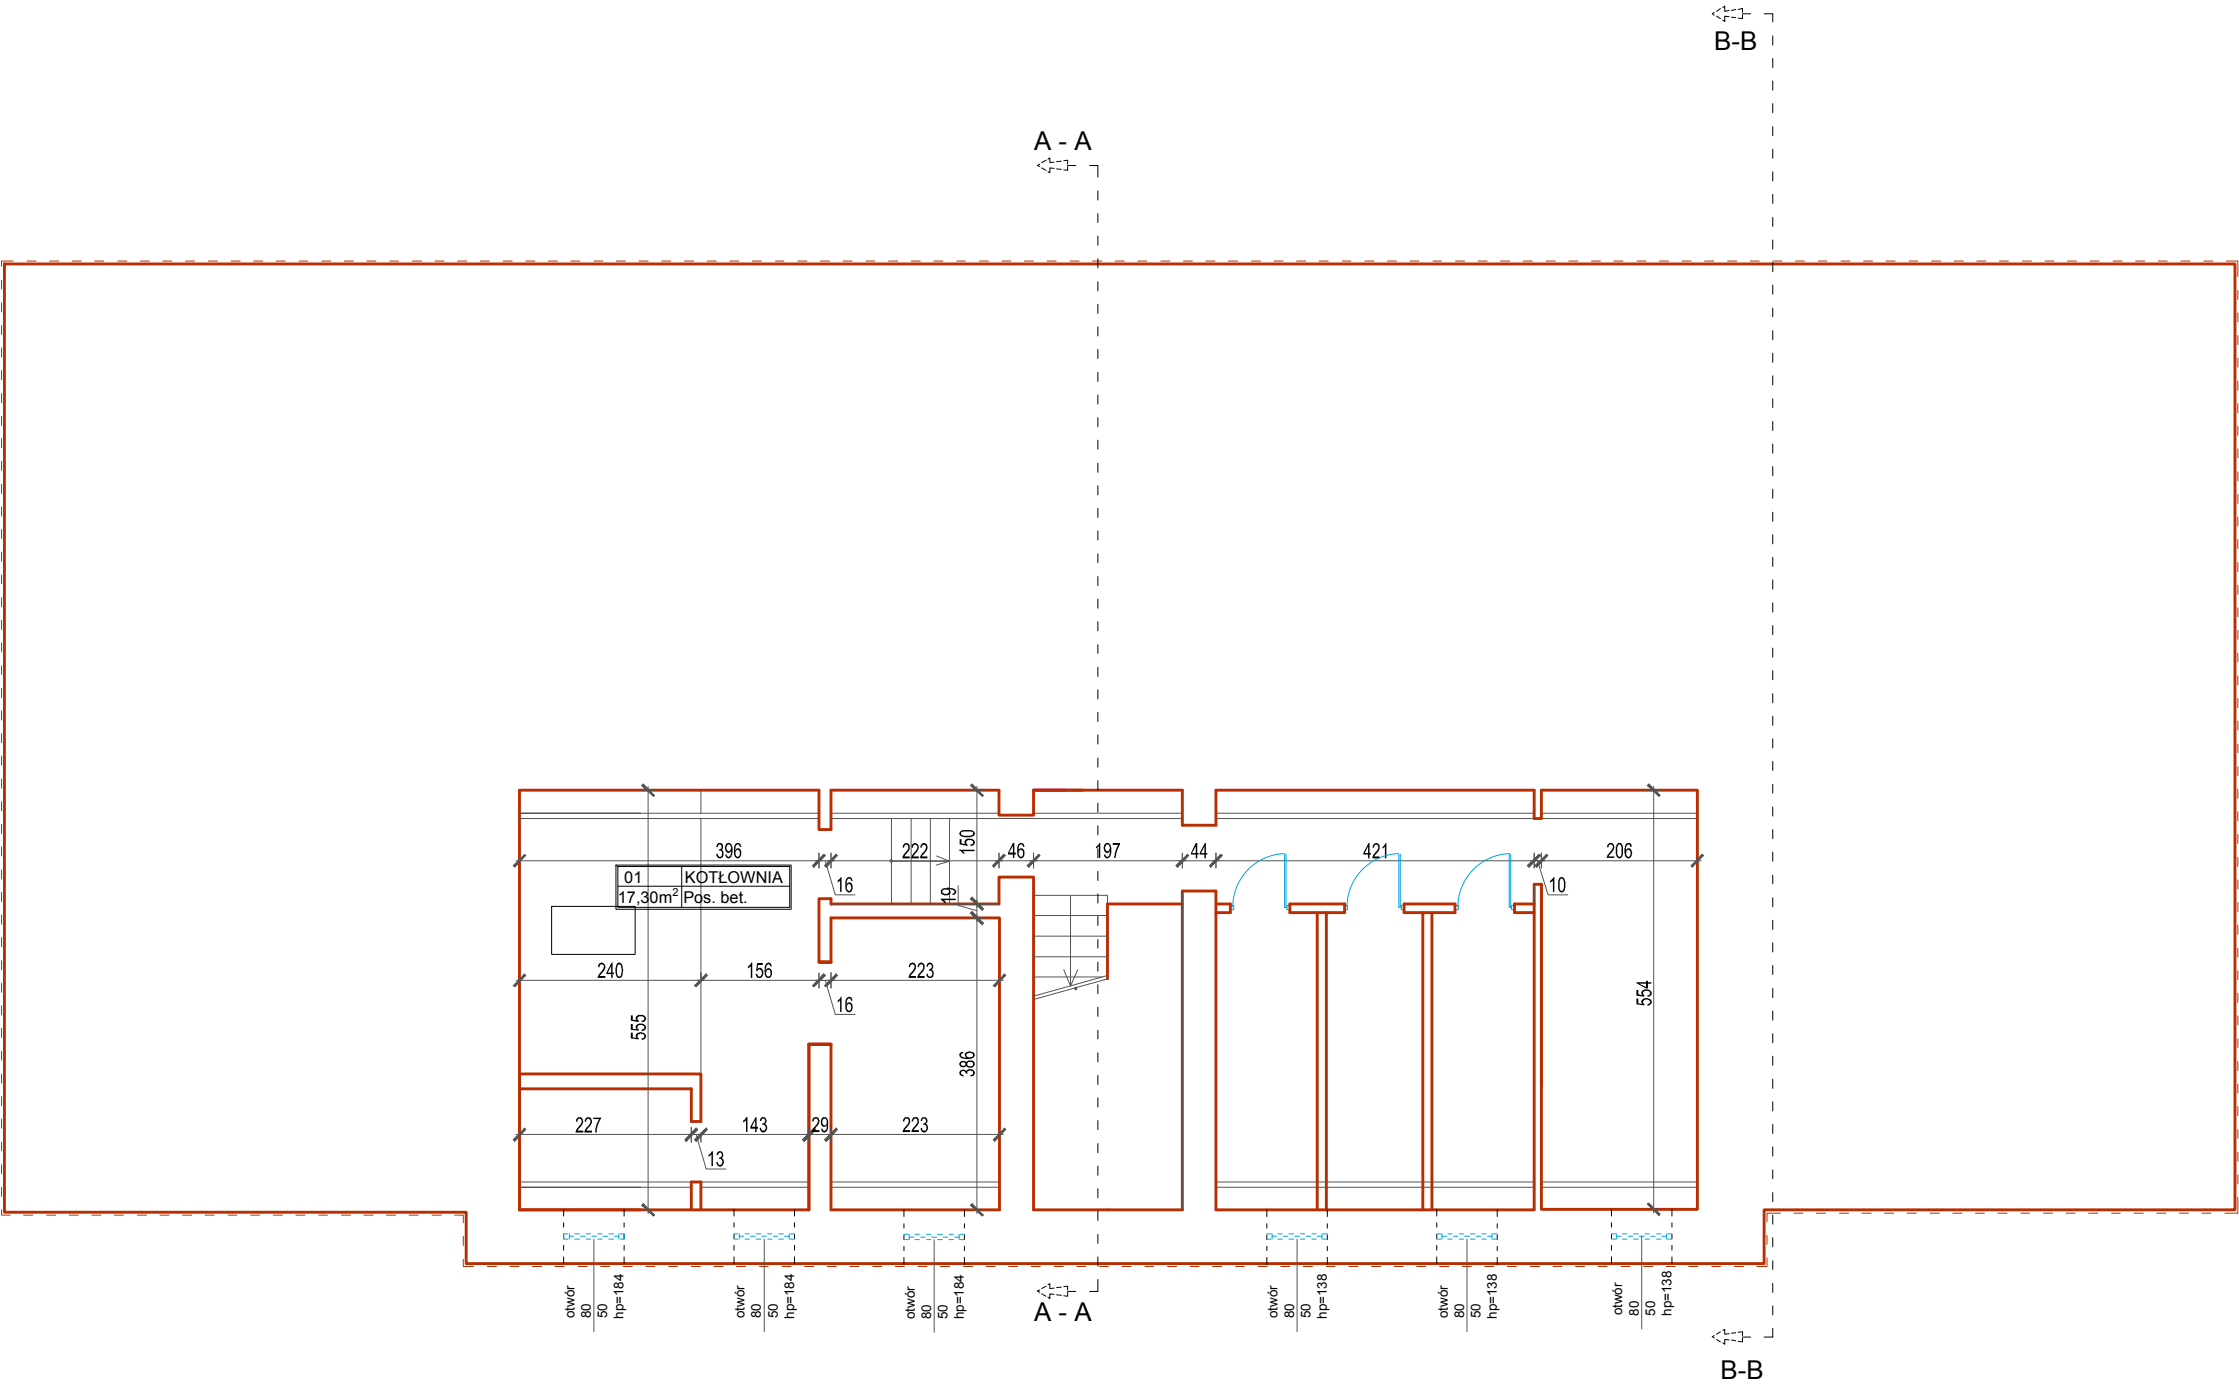 B-B
A - A
396
16
222
150
46
197
44
421
10
206
01 KOTŁOWNIA
17,30m² Pos. bet.
19
240
156
16
223
555
386
554
227
13
143
29
223
otwór
80
50
hp=184
otwór
80
50
hp=184
otwór
80
50
hp=184
otwór
80
50
hp=138
otwór
80
50
hp=138
otwór
80
50
hp=138
A - A
B-B